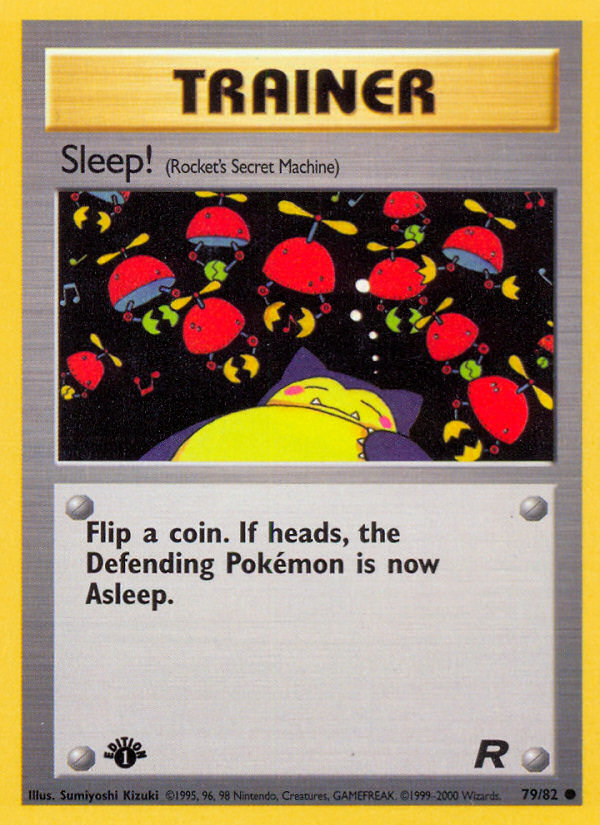 TRAINER
Sleep! (Rocket's Secret Machine)
Flip a coin. If heads, the
Defending Pokémon is now
Asleep.
EDITION
1
R
Illus. Sumiyoshi Kizuki ©1995, 96, 98 Nintendo, Creatures, GAMEFREAK. ©1999-2000 Wizards. 79/82 ●